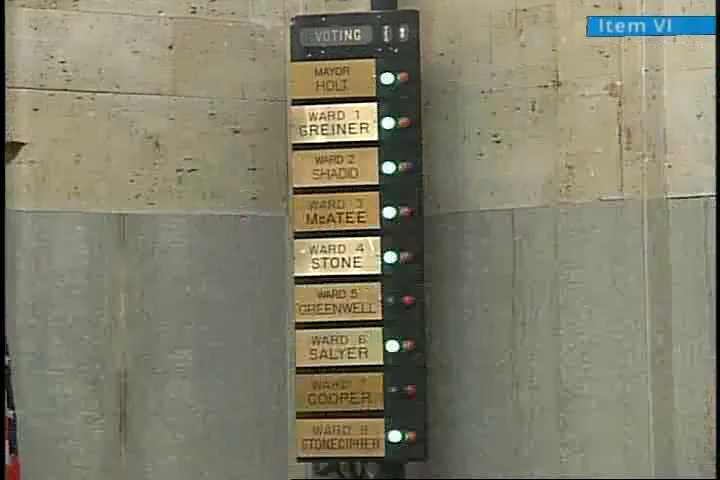 Item VI
VOTING
MAYOR
HOLT
WARD 1
GREINER
WARD 2
SHADID
WARD 3
McATEE
WARD 4
STONE
WARD 5
GREENWELL
WARD 6
SALYER
WARD 7
COOPER
WARD 8
STONECIPHER